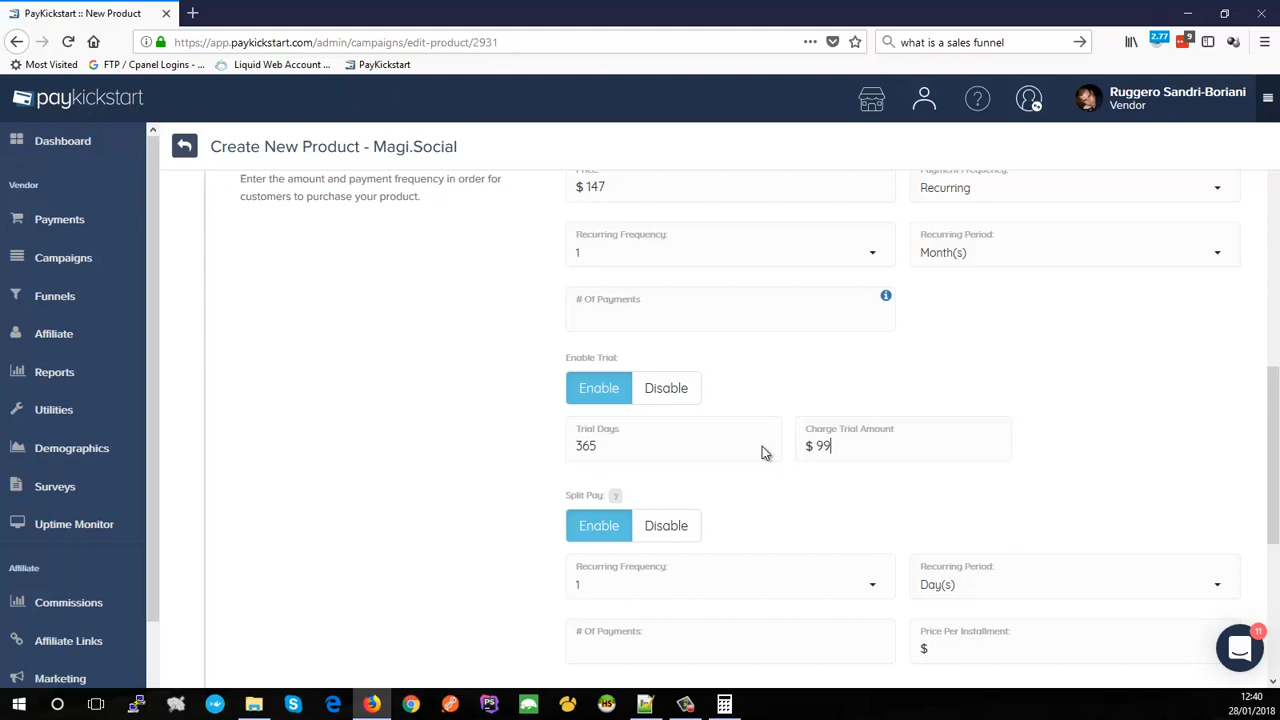 PayKickstart :: New Product
https://app.paykickstart.com/admin/campaigns/edit-product/2931
what is a sales funnel
2.77
9
Most Visited
FTP / Cpanel Logins - ...
Liquid Web Account ...
PayKickstart
paykickstart
Ruggero Sandri-Boriani
Vendor
Dashboard
Vendor
Payments
Campaigns
Funnels
Affiliate
Reports
Utilities
Demographics
Surveys
Uptime Monitor
Affiliate
Commissions
Affiliate Links
Marketing
Create New Product - Magi.Social
Enter the amount and payment frequency in order for
customers to purchase your product.
Price:
$ 147
Payment Frequency:
Recurring
Recurring Frequency:
1
Recurring Period:
Month(s)
# Of Payments
Enable Trial:
Enable
Disable
Trial Days
365
Charge Trial Amount
$ 99
Split Pay: ?
Enable
Disable
Recurring Frequency:
1
Recurring Period:
Day(s)
# Of Payments:
Price Per Installment:
$
11
12:40
28/01/2018